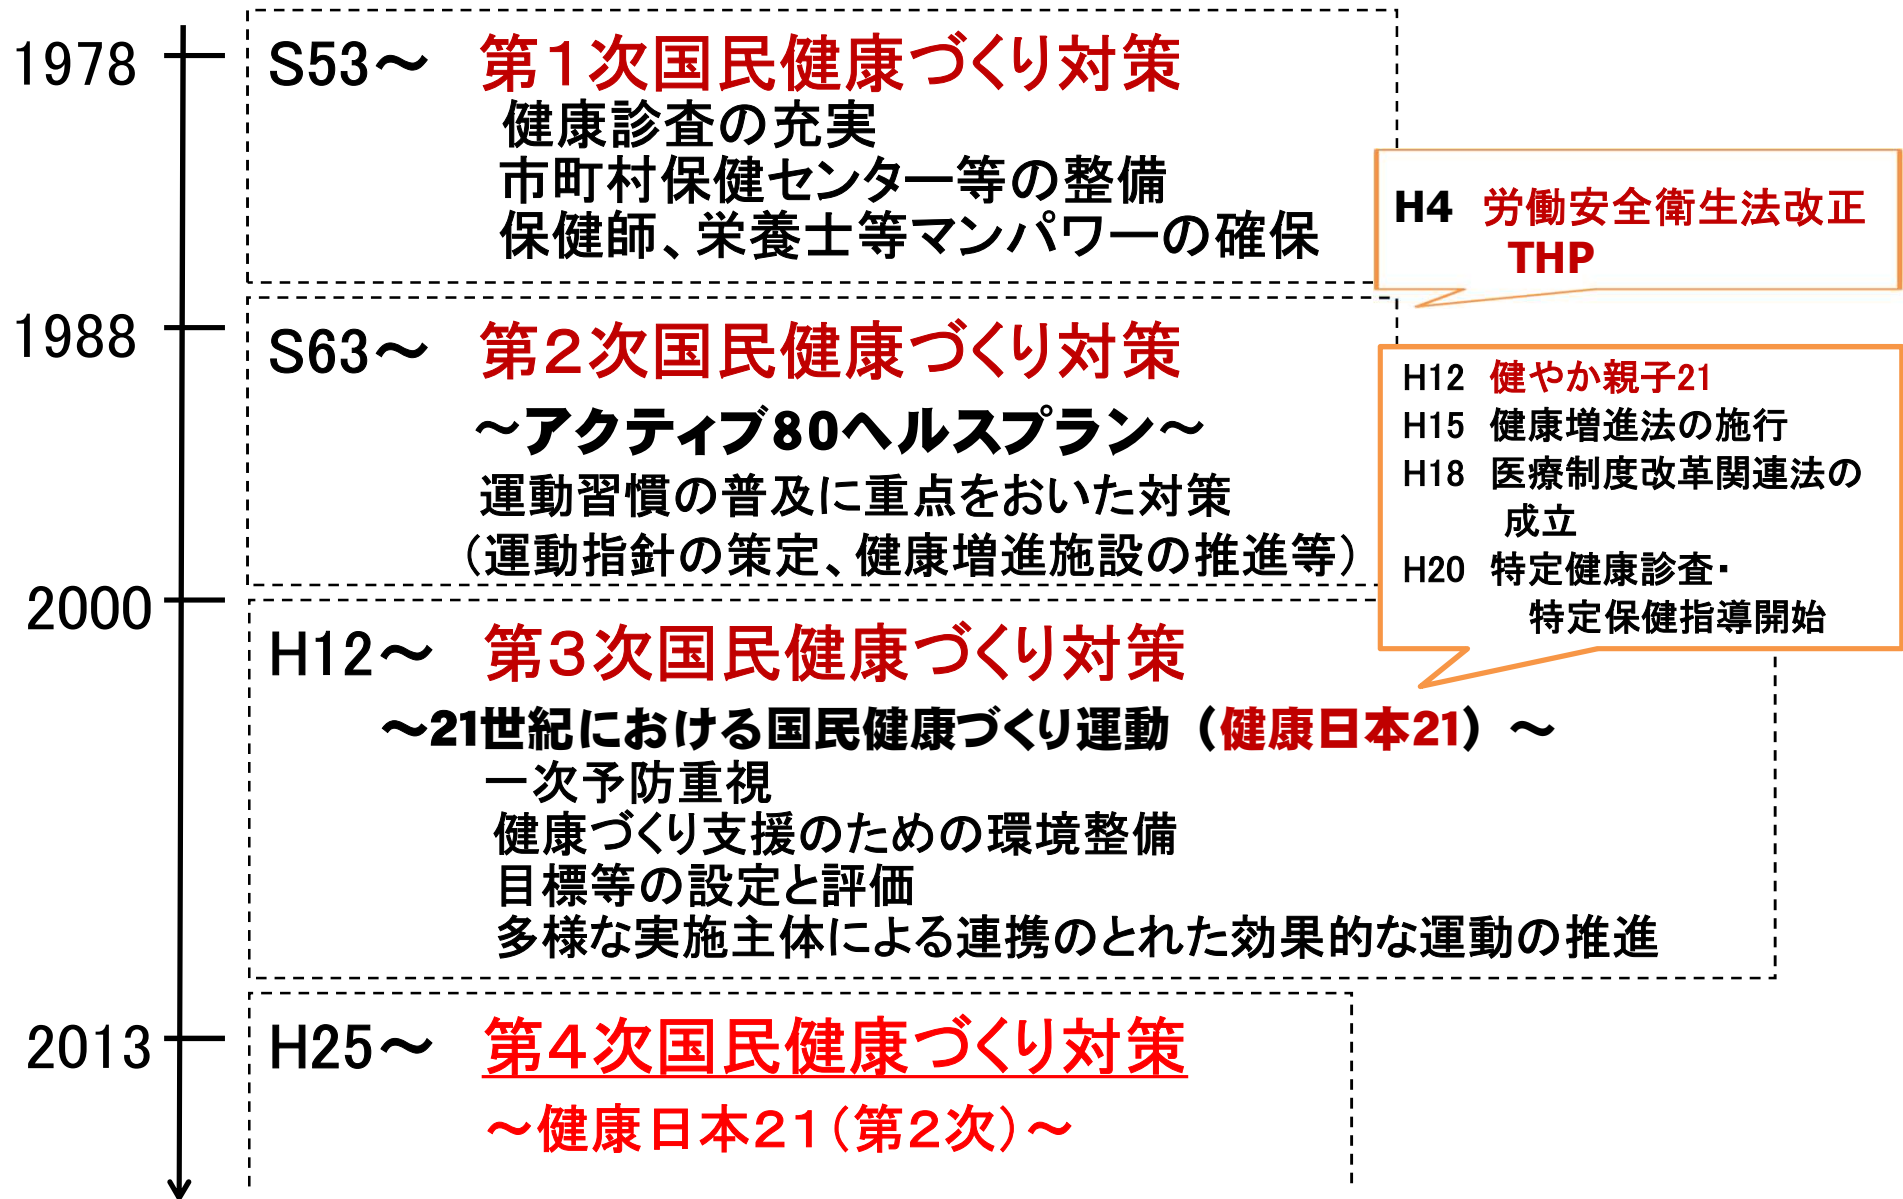 1978
S53～ 第１次国民健康づくり対策
健康診査の充実
市町村保健センター等の整備
保健師、栄養士等マンパワーの確保
H4 労働安全衛生法改正
THP
1988
S63～ 第２次国民健康づくり対策
～アクティブ80ヘルスプラン～
運動習慣の普及に重点をおいた対策
（運動指針の策定、健康増進施設の推進等）
H12 健やか親子21
H15 健康増進法の施行
H18 医療制度改革関連法の
成立
H20 特定健康診査・
特定保健指導開始
2000
H12～ 第３次国民健康づくり対策
～21世紀における国民健康づくり運動（健康日本21）～
一次予防重視
健康づくり支援のための環境整備
目標等の設定と評価
多様な実施主体による連携のとれた効果的な運動の推進
2013
H25～ 第４次国民健康づくり対策
～健康日本２１（第２次）～